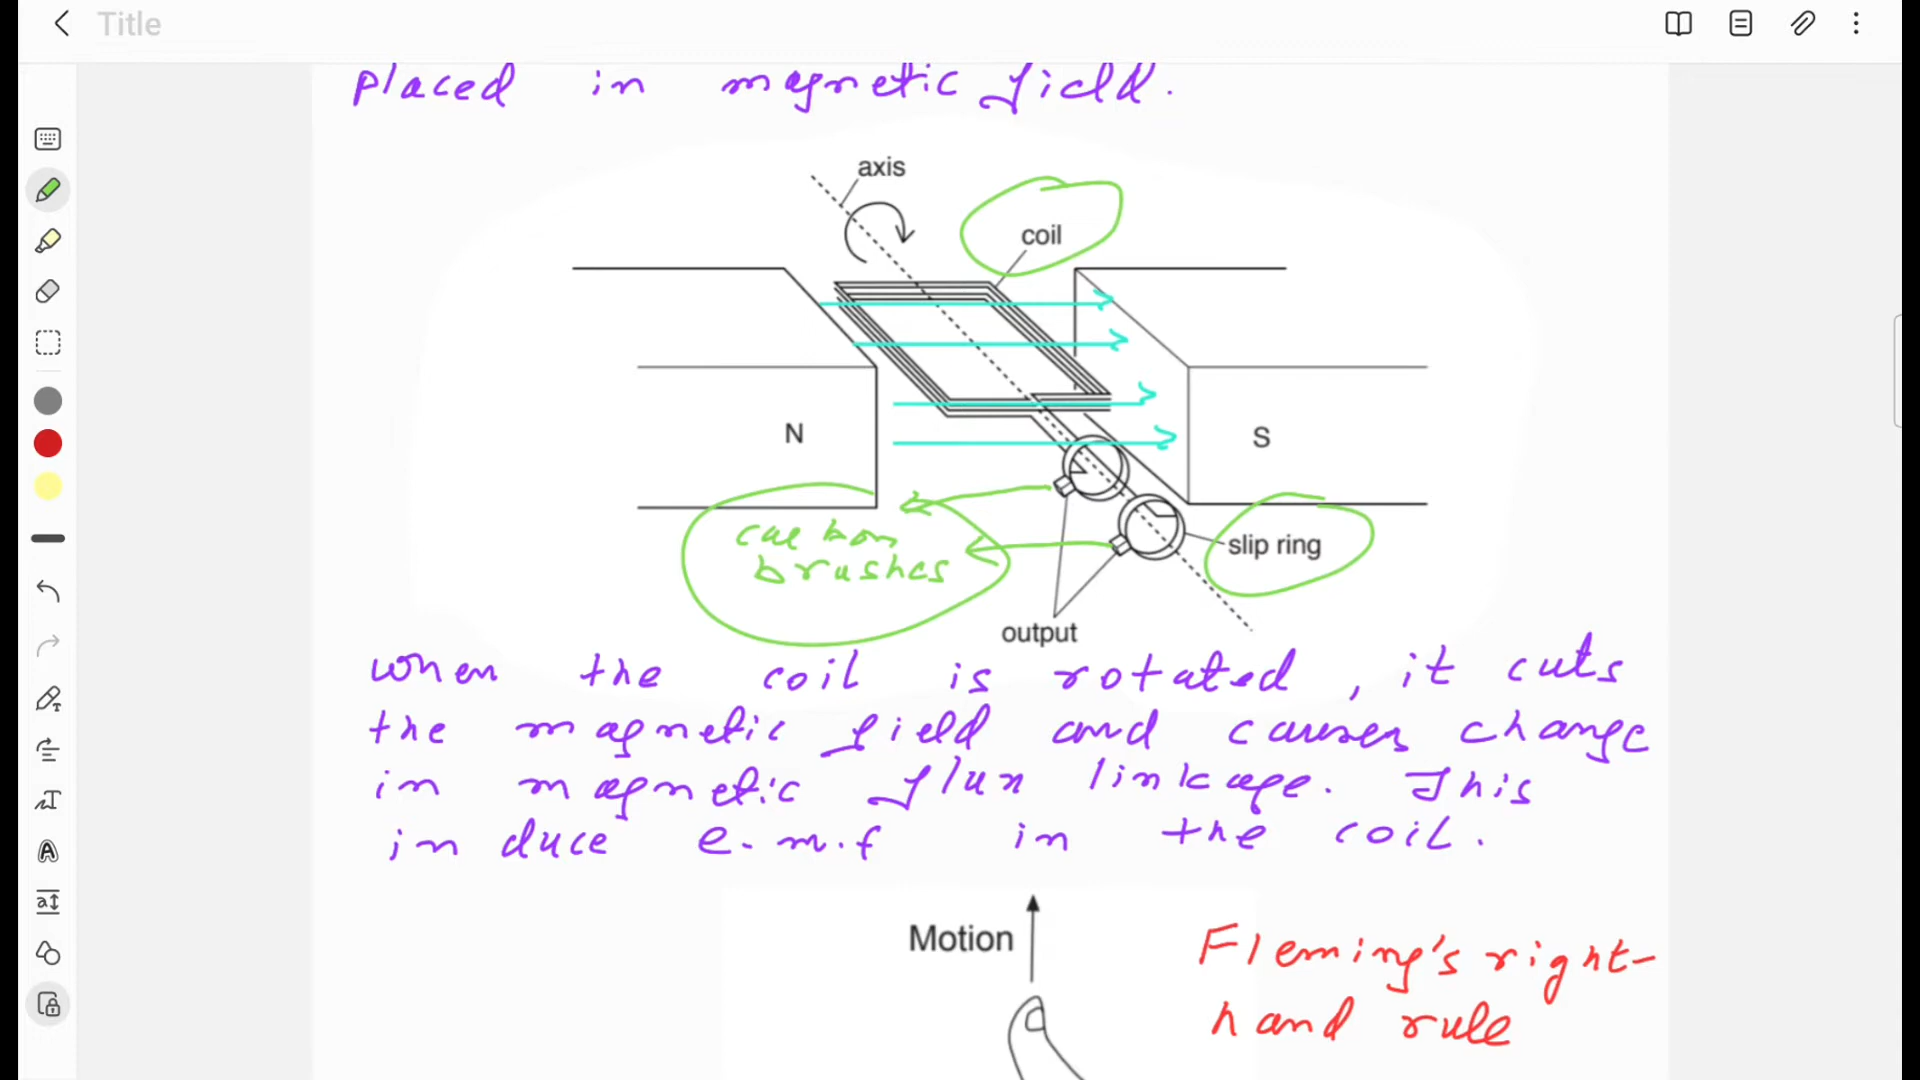 Title
placed in magnetic field.
axis
coil
N
S
carbon
brushes
slip ring
output
when the coil is rotated, it cuts
the magnetic field and causes change
in magnetic flux linkage. This
induce e.m.f in the coil.
Motion
Fleming's right-
hand rule